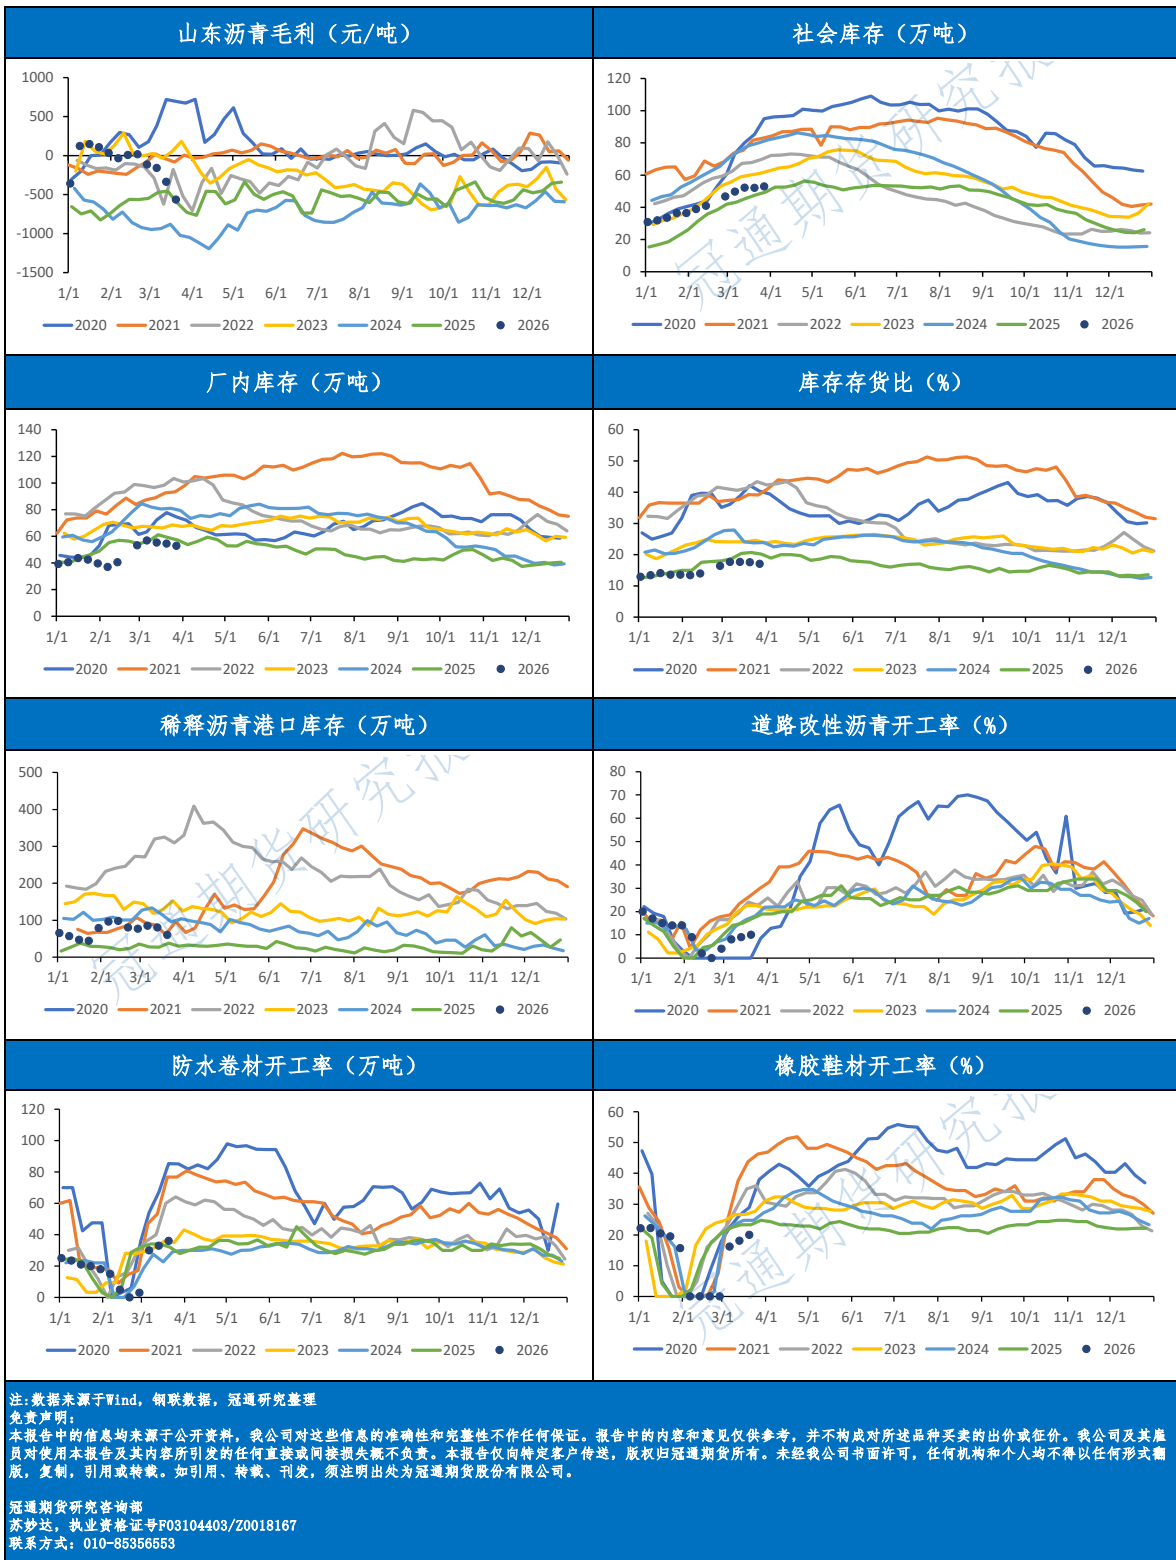 山东沥青毛利（元/吨）
社会库存（万吨）
1000
500
0
-500
-1000
-1500
1/1 2/1 3/1 4/1 5/1 6/1 7/1 8/1 9/1 10/1 11/1 12/1
2020 2021 2022 2023 2024 2025 2026
120
100
80
60
40
20
0
1/1 2/1 3/1 4/1 5/1 6/1 7/1 8/1 9/1 10/1 11/1 12/1
2020 2021 2022 2023 2024 2025 2026
冠通期货研究报
厂内库存（万吨）
库存存货比（%）
140
120
100
80
60
40
20
0
1/1 2/1 3/1 4/1 5/1 6/1 7/1 8/1 9/1 10/1 11/1 12/1
2020 2021 2022 2023 2024 2025 2026
60
50
40
30
20
10
0
1/1 2/1 3/1 4/1 5/1 6/1 7/1 8/1 9/1 10/1 11/1 12/1
2020 2021 2022 2023 2024 2025 2026
稀释沥青港口库存（万吨）
道路改性沥青开工率（%）
500
400
300
200
100
0
1/1 2/1 3/1 4/1 5/1 6/1 7/1 8/1 9/1 10/1 11/1 12/1
2020 2021 2022 2023 2024 2025 2026
冠通期货研究报
80
70
60
50
40
30
20
10
0
1/1 2/1 3/1 4/1 5/1 6/1 7/1 8/1 9/1 10/1 11/1 12/1
2020 2021 2022 2023 2024 2025 2026
防水卷材开工率（万吨）
橡胶鞋材开工率（%）
120
100
80
60
40
20
0
1/1 2/1 3/1 4/1 5/1 6/1 7/1 8/1 9/1 10/1 11/1 12/1
2020 2021 2022 2023 2024 2025 2026
60
50
40
30
20
10
0
1/1 2/1 3/1 4/1 5/1 6/1 7/1 8/1 9/1 10/1 11/1 12/1
2020 2021 2022 2023 2024 2025 2026
冠通期货研究报
注:数据来源于Wind, 钢联数据, 冠通研究整理
免责声明:
本报告中的信息均来源于公开资料, 我公司对这些信息的准确性和完整性不作任何保证。报告中的内容和意见仅供参考, 并不构成对所述品种买卖的出价或征价。我公司及其雇
员对使用本报告及其内容所引发的任何直接或间接损失概不负责。本报告仅向特定客户传送, 版权归冠通期货所有。未经我公司书面许可, 任何机构和个人均不得以任何形式翻
版, 复制, 引用或转载。如引用、转载、刊发, 须注明出处为冠通期货股份有限公司。
冠通期货研究咨询部
苏妙达, 执业资格证号F03104403/Z0018167
联系方式: 010-85356553